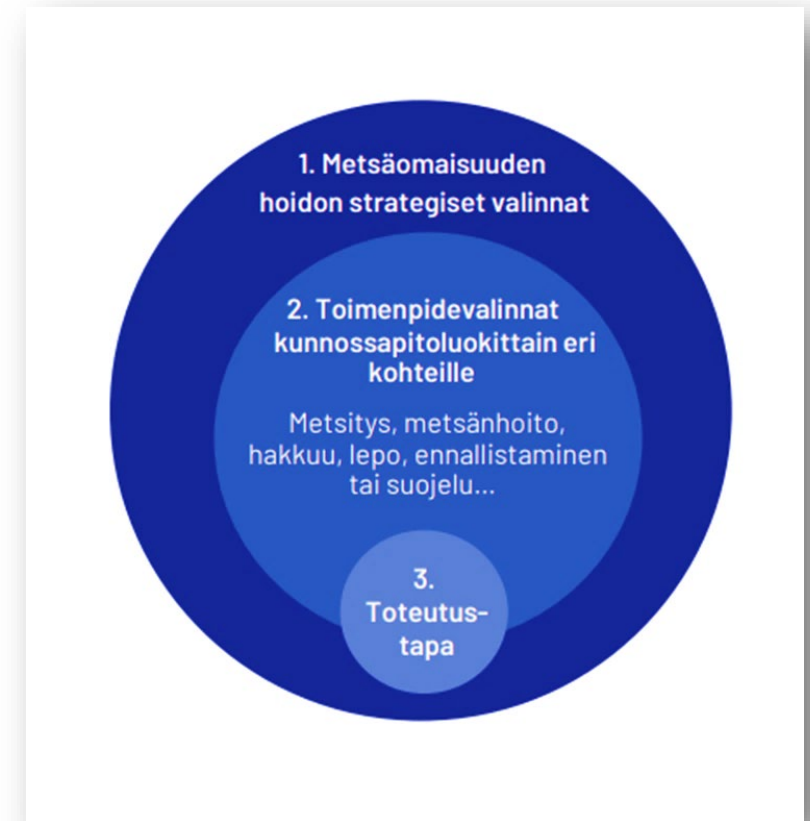 1. Metsäomaisuuden
hoidon strategiset valinnat
2. Toimenpidevalinnat
kunnossapitoluokittain eri
kohteille
Metsitys, metsänhoito,
hakkuu, lepo, ennallistaminen
tai suojelu...
3.
Toteutus-
tapa